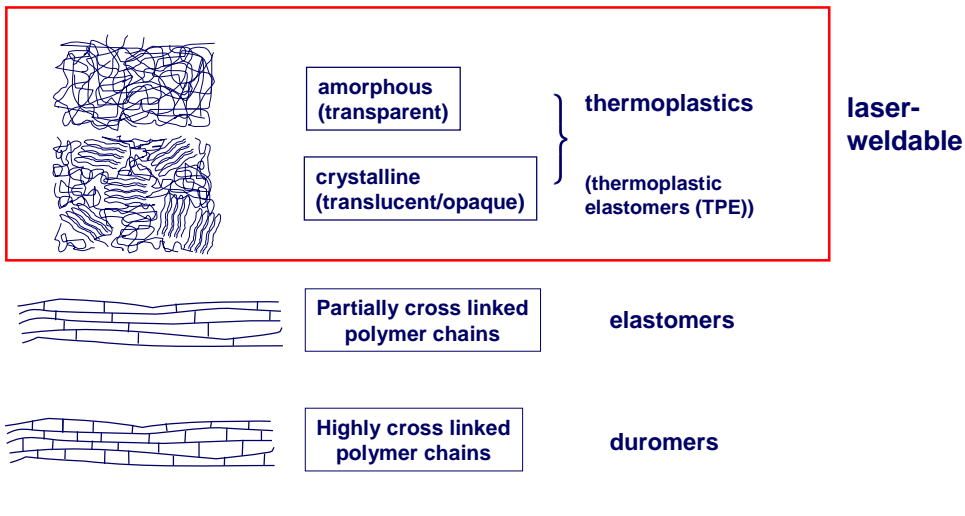 amorphous
(transparent)
thermoplastics
laser-
weldable
crystalline
(translucent/opaque)
(thermoplastic
elastomers (TPE))
Partially cross linked
polymer chains
elastomers
Highly cross linked
polymer chains
duromers